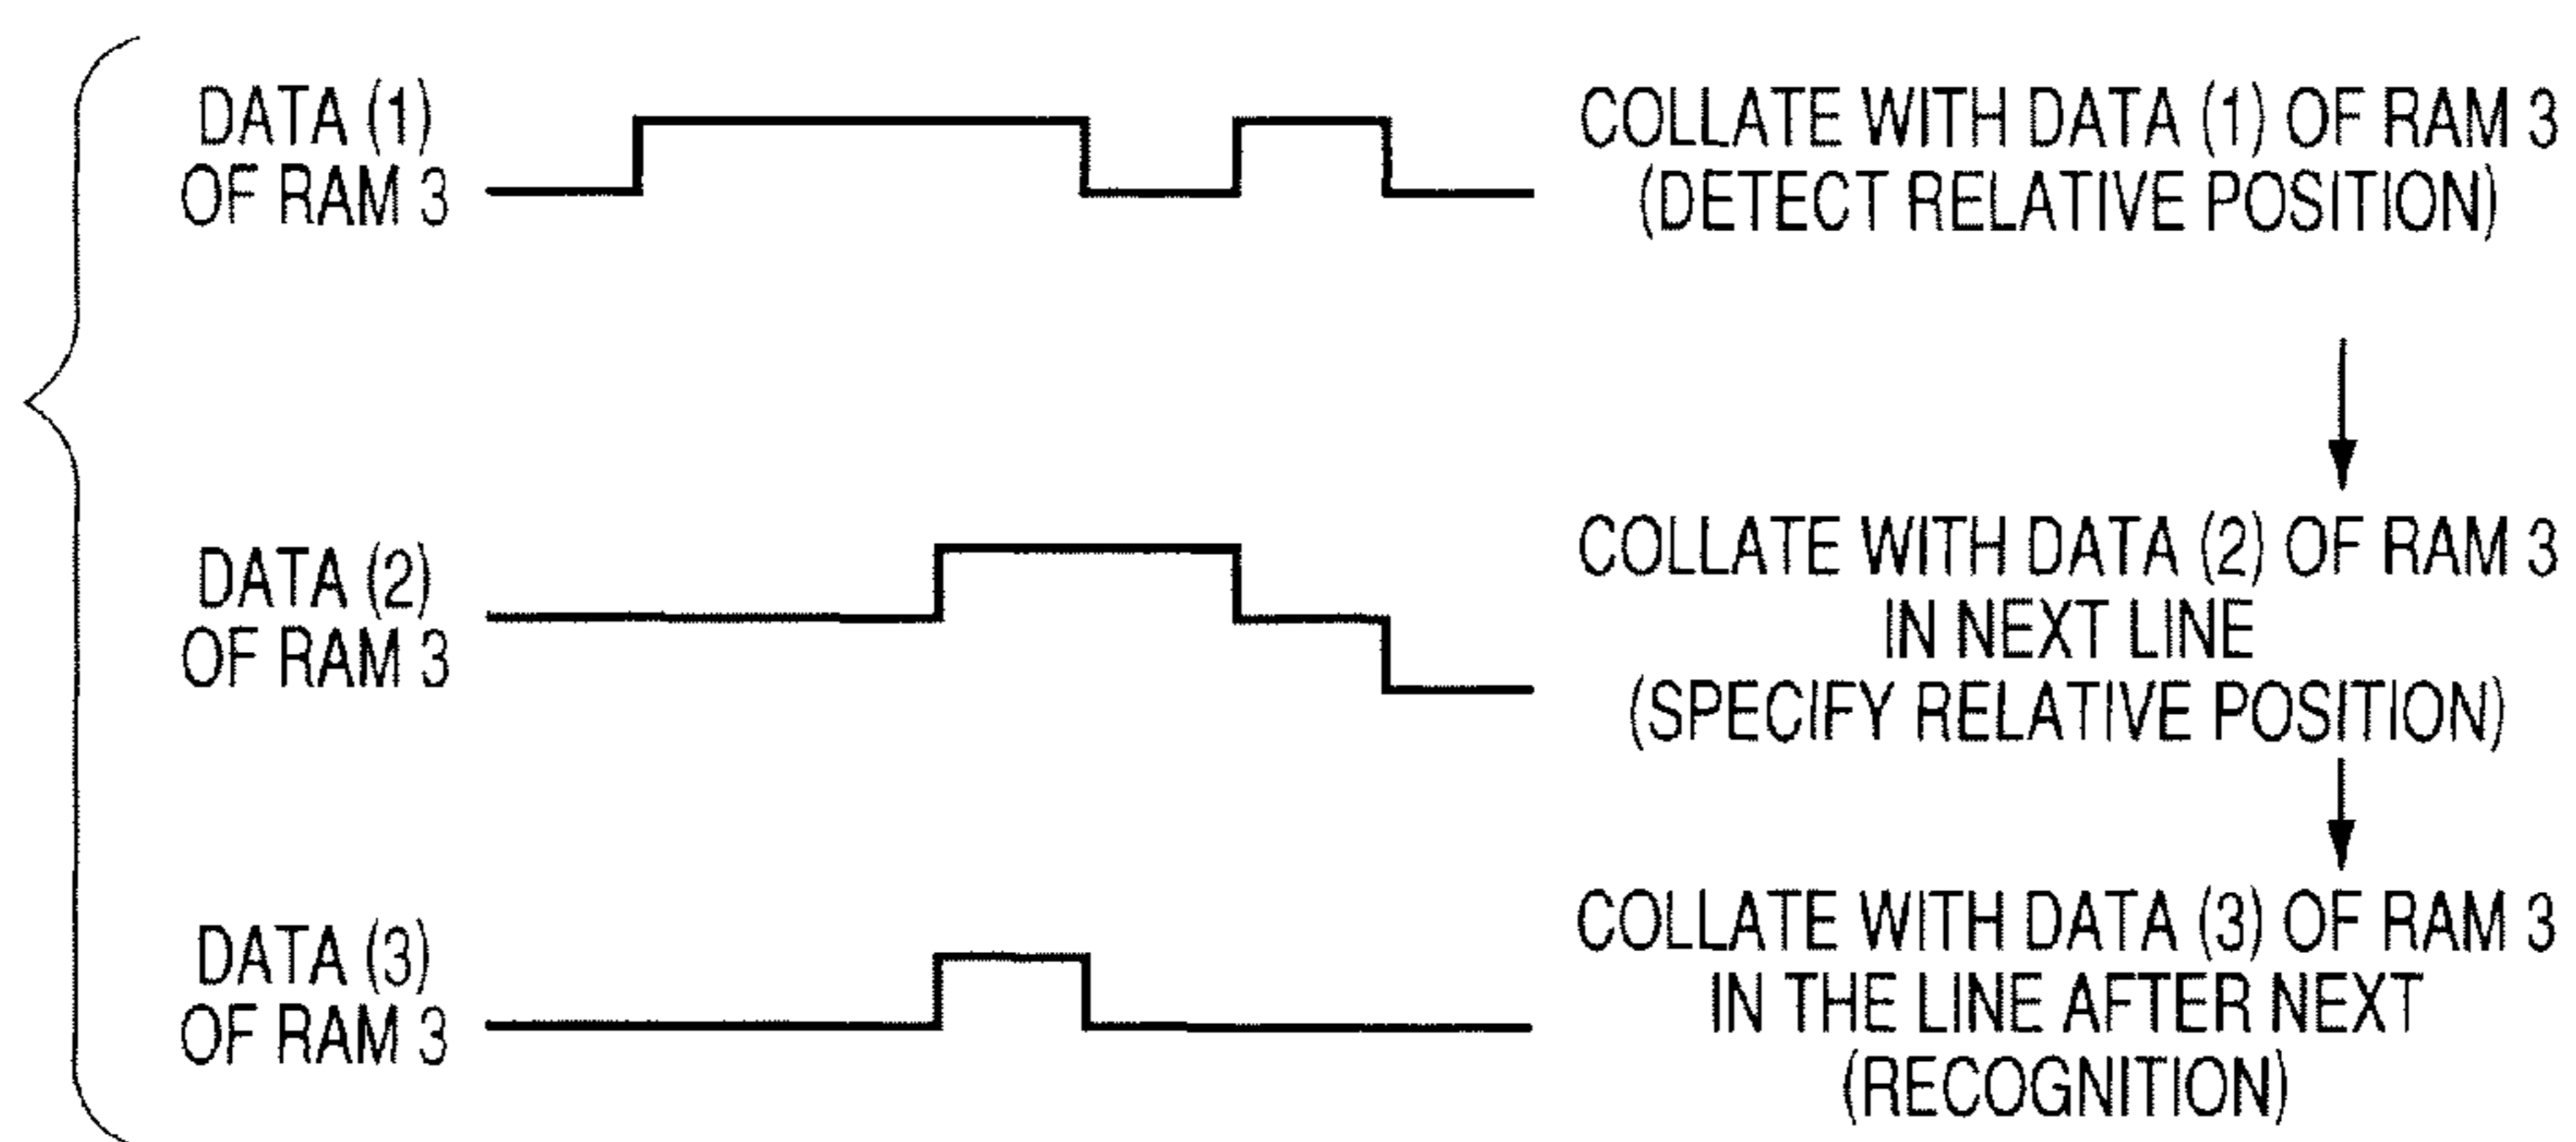 DATA (1)
OF RAM 3
COLLATE WITH DATA (1) OF RAM 3
(DETECT RELATIVE POSITION)
DATA (2)
OF RAM 3
COLLATE WITH DATA (2) OF RAM 3
IN NEXT LINE
(SPECIFY RELATIVE POSITION)
DATA (3)
OF RAM 3
COLLATE WITH DATA (3) OF RAM 3
IN THE LINE AFTER NEXT
(RECOGNITION)